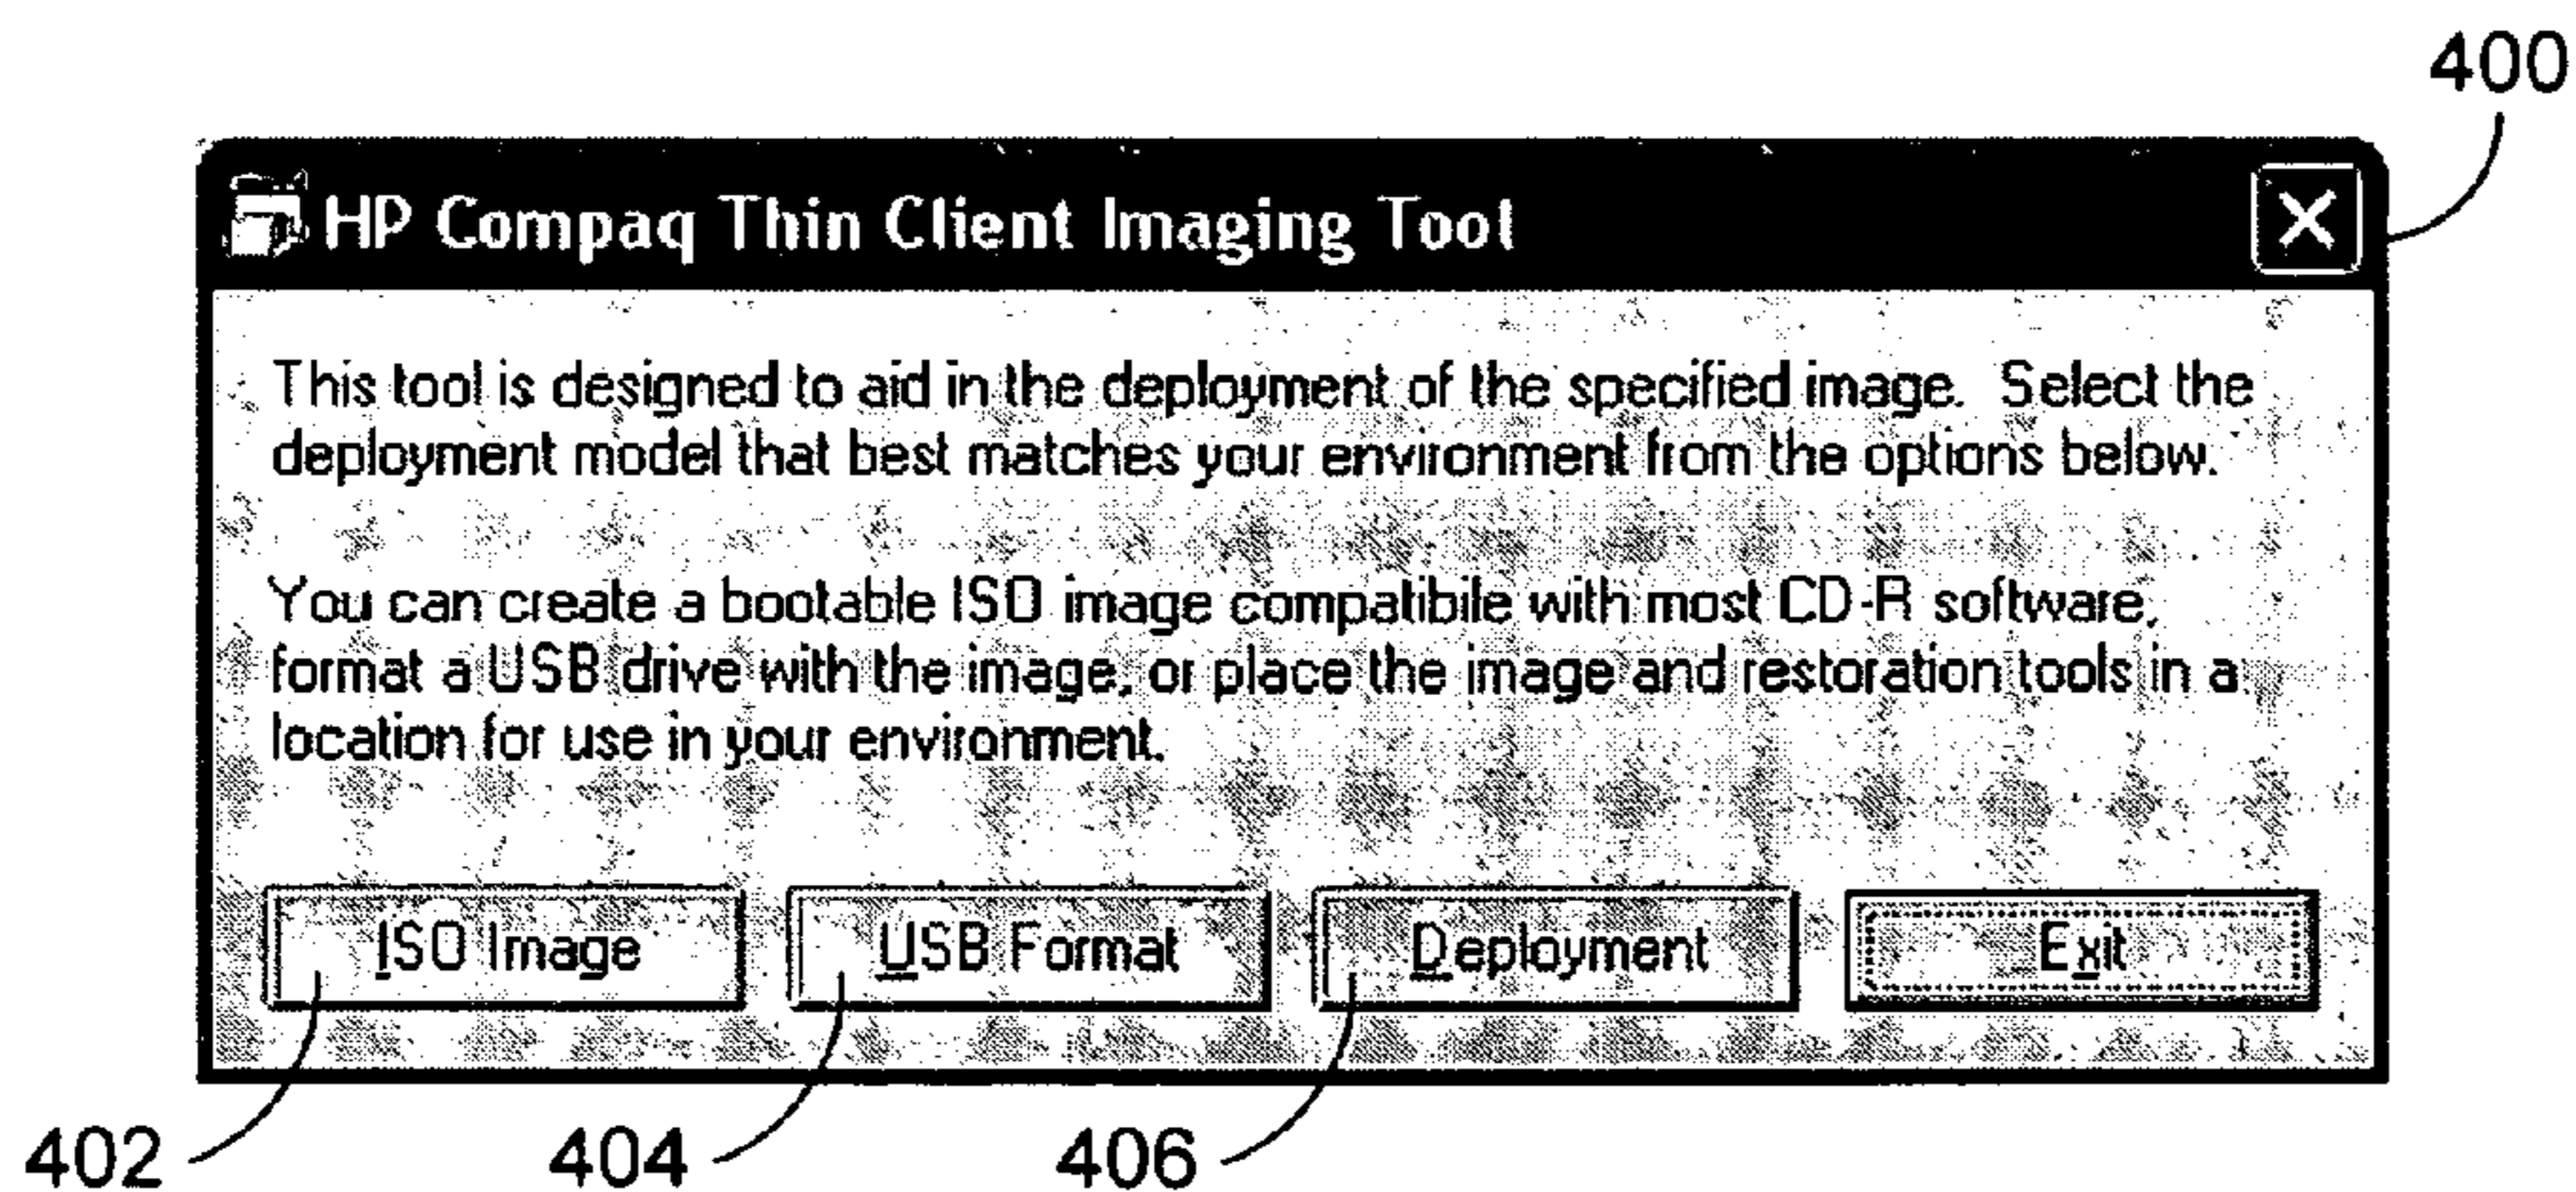 400
HP Compaq Thin Client Imaging Tool
This tool is designed to aid in the deployment of the specified image. Select the
deployment model that best matches your environment from the options below.
You can create a bootable ISO image compatibile with most CD-R software,
format a USB drive with the image, or place the image and restoration tools in a
location for use in your environment.
ISO Image USB Format Deployment Exit
402 404 406